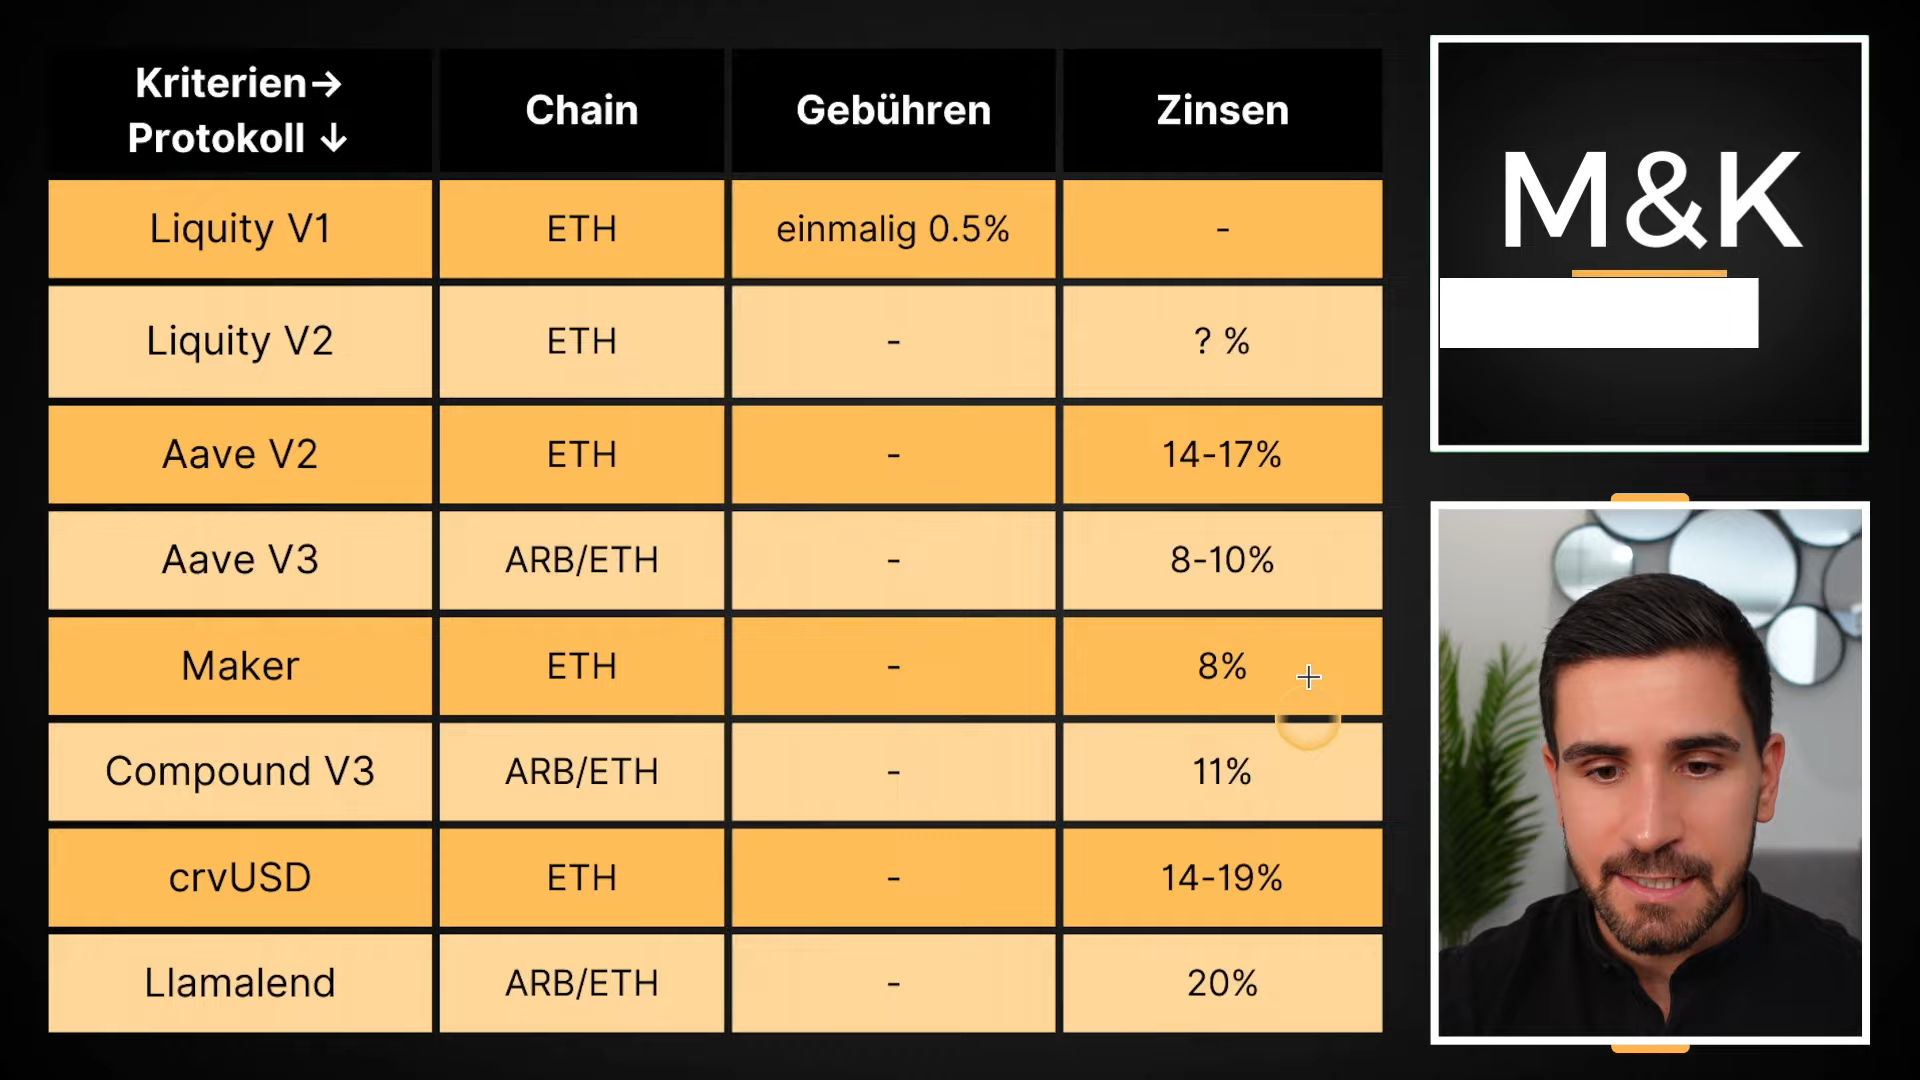 Kriterien→
Protokoll ↓
Chain
Gebühren
Zinsen
Liquity V1
ETH
einmalig 0.5%
-
Liquity V2
ETH
-
? %
Aave V2
ETH
-
14-17%
Aave V3
ARB/ETH
-
8-10%
Maker
ETH
-
8%
Compound V3
ARB/ETH
-
11%
crvUSD
ETH
-
14-19%
Llamalend
ARB/ETH
-
20%
M&K